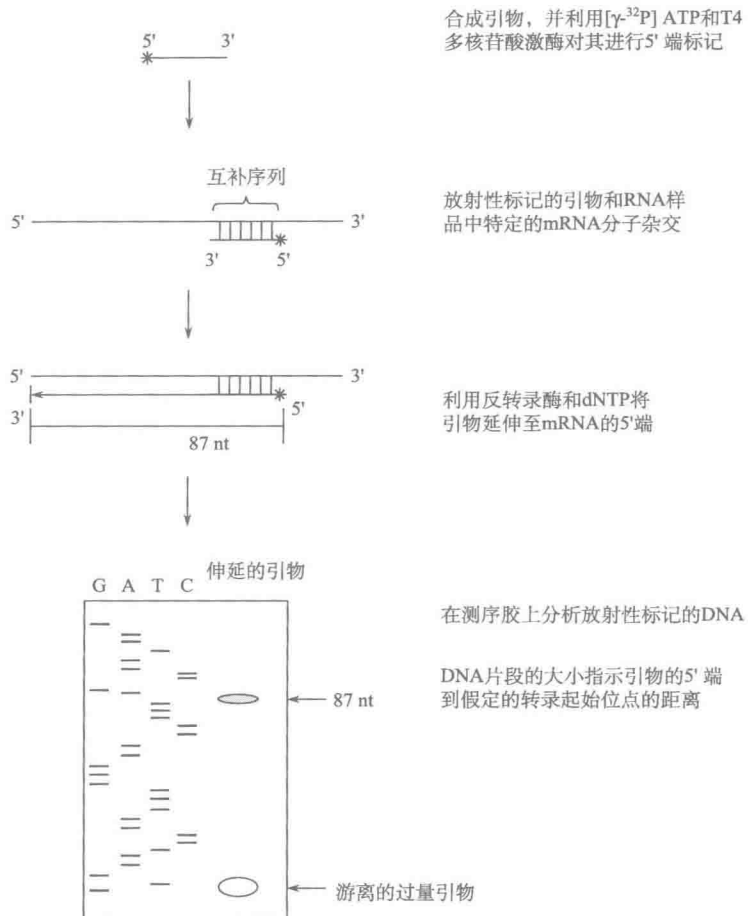 合成引物，并利用[γ-³²P] ATP和T4
多核苷酸激酶对其进行5' 端标记
5' 3'
互补序列
放射性标记的引物和RNA样
品中特定的mRNA分子杂交
5' 3'
3' 5'
5' 3'
5'
3'
87 nt
利用反转录酶和dNTP将
引物延伸至mRNA的5'端
伸延的引物
G A T C
在测序胶上分析放射性标记的DNA
DNA片段的大小指示引物的5' 端
到假定的转录起始位点的距离
87 nt
游离的过量引物